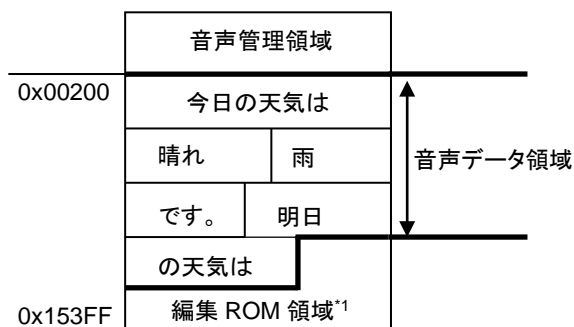 音声管理領域
0x00200
今日の天気は
晴れ 雨
音声データ領域
です。 明日
の天気は
0x153FF
編集 ROM 領域*1